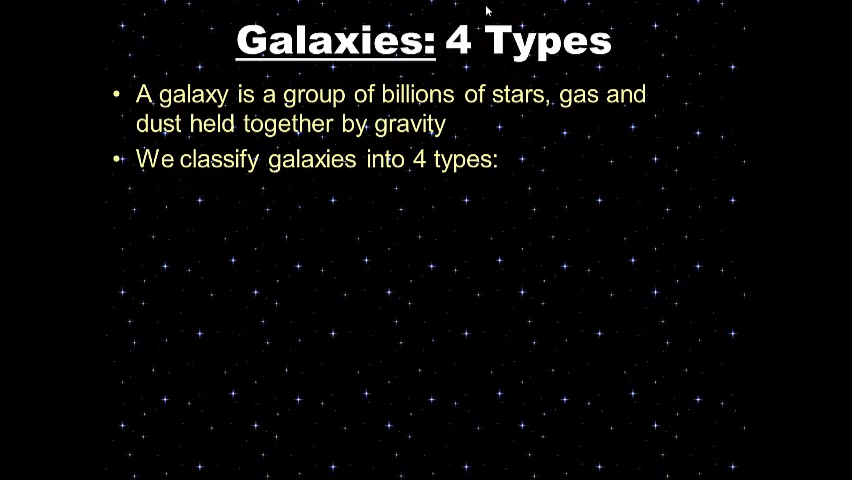 Galaxies: 4 Types
• A galaxy is a group of billions of stars, gas and
dust held together by gravity
• We classify galaxies into 4 types: